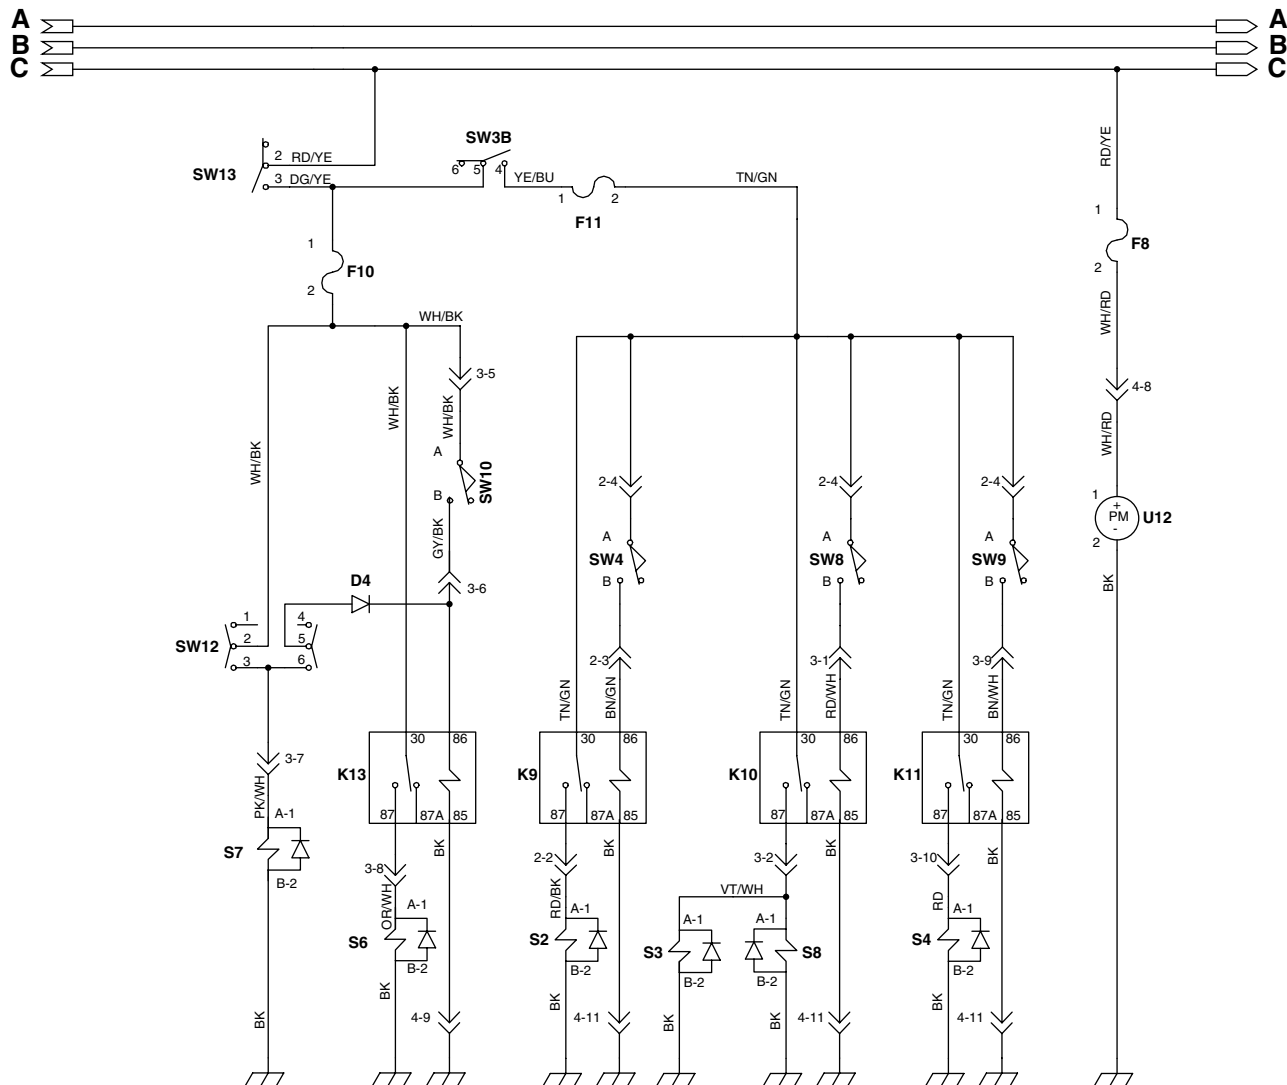 A A
B B
C C
SW3B
SW13
2 RD/YE
3 DG/YE
6 5 4
YE/BU
1 2
F11
TN/GN
RD/YE
1
F10
2
1
F8
2
WH/RD
WH/BK
3-5
4-8
WH/BK
WH/BK
WH/BK
A
SW10
B
GY/BK
3-6
WH/RD
1
+
PM
-
U12
2
BK
2-4
A
SW4
B
2-4
A
SW8
B
2-4
A
SW9
B
D4
SW12
1 4
2 5
3 6
2-3
3-1
3-9
TN/GN
BN/GN
TN/GN
RD/WH
TN/GN
BN/WH
3-7
PK/WH
K13
30 86
87 87A 85
K9
30 86
87 87A 85
K10
30 86
87 87A 85
K11
30 86
87 87A 85
A-1
S7
B-2
BK
3-8
OR/WH
BK
A-1
S6
B-2
BK
4-9
2-2
RD/BK
BK
A-1
S2
B-2
BK
4-11
3-2
BK
VT/WH
A-1
S3
B-2
BK
A-1
S8
B-2
BK
4-11
3-10
RD
BK
A-1
S4
B-2
BK
4-11